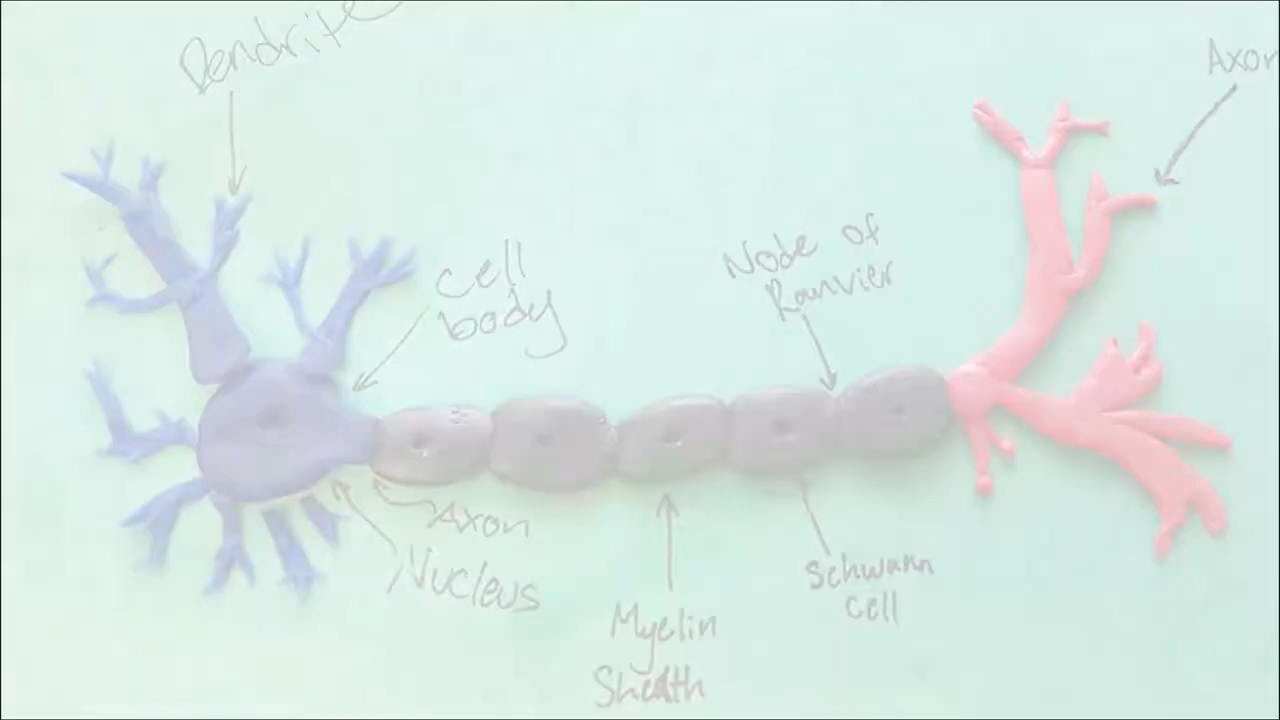 Dendrite
Axon
Cell
body
Node of
Ranvier
Axon
Nucleus
Schwann
Cell
Myelin
Sheath